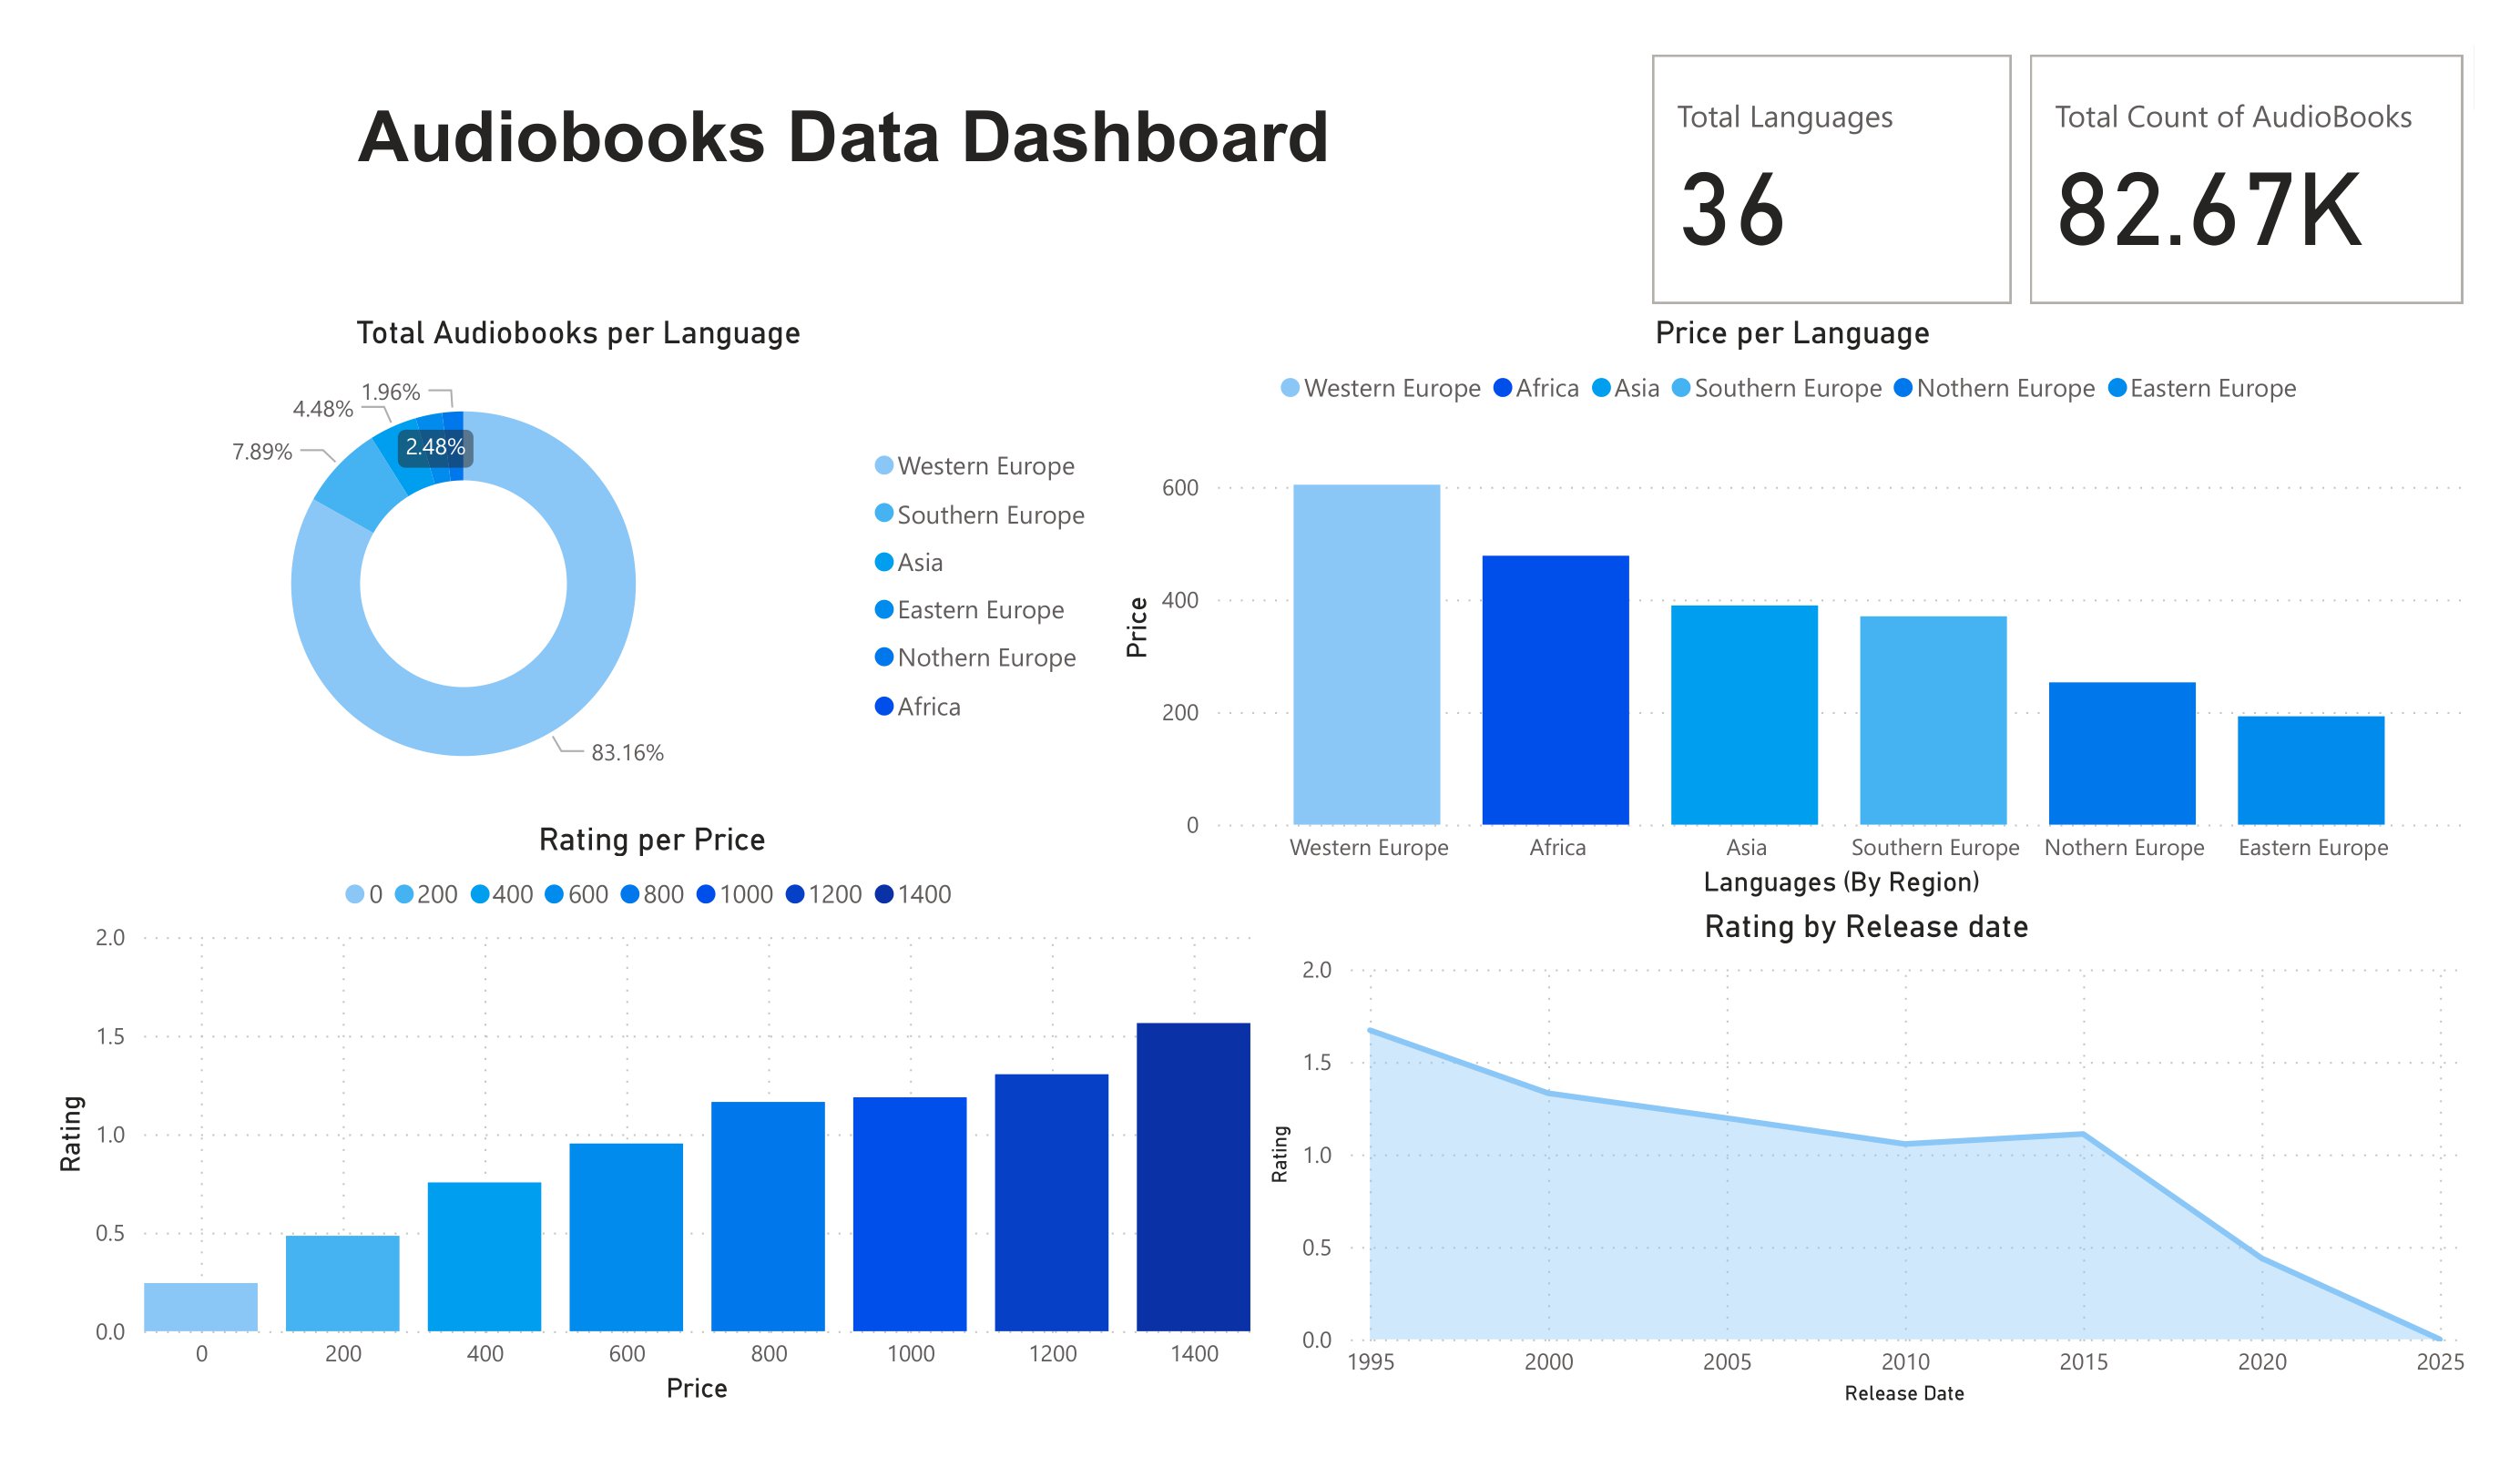 Audiobooks Data Dashboard
Total Languages
36
Total Count of AudioBooks
82.67K
Total Audiobooks per Language
1.96%
4.48%
2.48%
7.89%
83.16%
Western Europe
Southern Europe
Asia
Eastern Europe
Nothern Europe
Africa
Price per Language
Western Europe Africa Asia Southern Europe Nothern Europe Eastern Europe
600
400
200
0
Price
Western Europe Africa Asia Southern Europe Nothern Europe Eastern Europe
Languages (By Region)
Rating per Price
0 200 400 600 800 1000 1200 1400
2.0
1.5
1.0
0.5
0.0
Rating
0 200 400 600 800 1000 1200 1400
Price
Rating by Release date
2.0
1.5
1.0
0.5
0.0
Rating
1995 2000 2005 2010 2015 2020 2025
Release Date